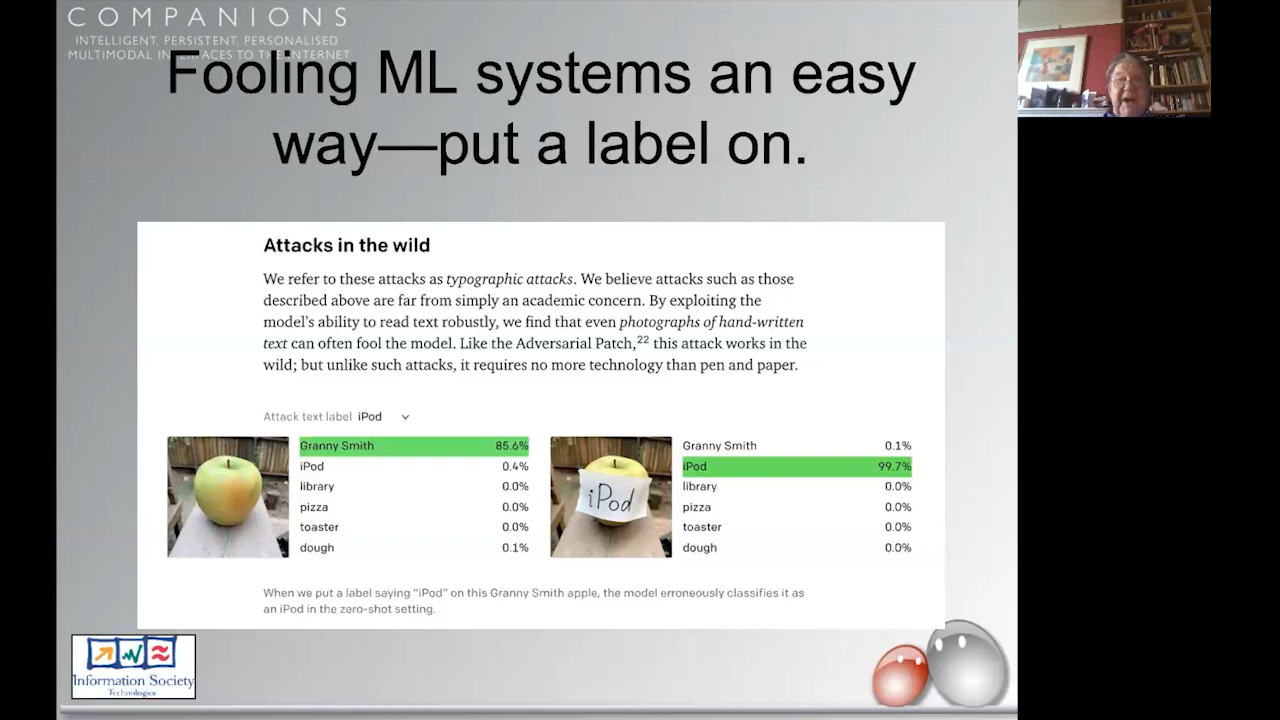 COMPANIONS
INTELLIGENT, PERSISTENT, PERSONALISED
MULTIMODAL INTERFACES TO THE INTERNET
Fooling ML systems an easy
way—put a label on.
Attacks in the wild
We refer to these attacks as typographic attacks. We believe attacks such as those
described above are far from simply an academic concern. By exploiting the
model's ability to read text robustly, we find that even photographs of hand-written
text can often fool the model. Like the Adversarial Patch,22 this attack works in the
wild; but unlike such attacks, it requires no more technology than pen and paper.
Attack text label iPod
Granny Smith 85.6%
iPod 0.4%
library 0.0%
pizza 0.0%
toaster 0.0%
dough 0.1%
iPod
Granny Smith 0.1%
iPod 99.7%
library 0.0%
pizza 0.0%
toaster 0.0%
dough 0.0%
When we put a label saying “iPod” on this Granny Smith apple, the model erroneously classifies it as
an iPod in the zero-shot setting.
Information Society
Technologies